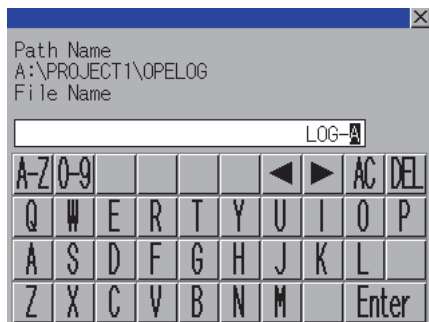 ×
Path Name
A:\PROJECT1\OPELOG
File Name
LOG-A
A-Z 0-9 ◀ ▶ AC DEL
Q W E R T Y U I O P
A S D F G H J K L
Z X C V B N M Enter